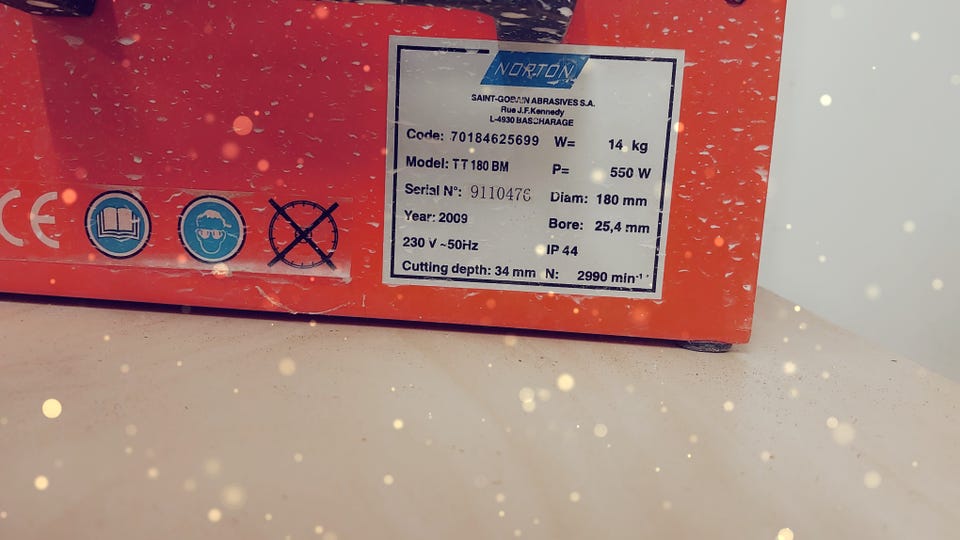 NORTON
SAINT-GOBAIN ABRASIVES S.A.
Rue J.F.Kennedy
L-4930 BASCHARAGE
Code: 70184625699 W= 14 kg
Model: TT 180 BM P= 550 W
Serial N°: 9110476 Diam: 180 mm
Year: 2009 Bore: 25,4 mm
230 V ~50Hz IP 44
Cutting depth: 34 mm N: 2990 min-1
CE